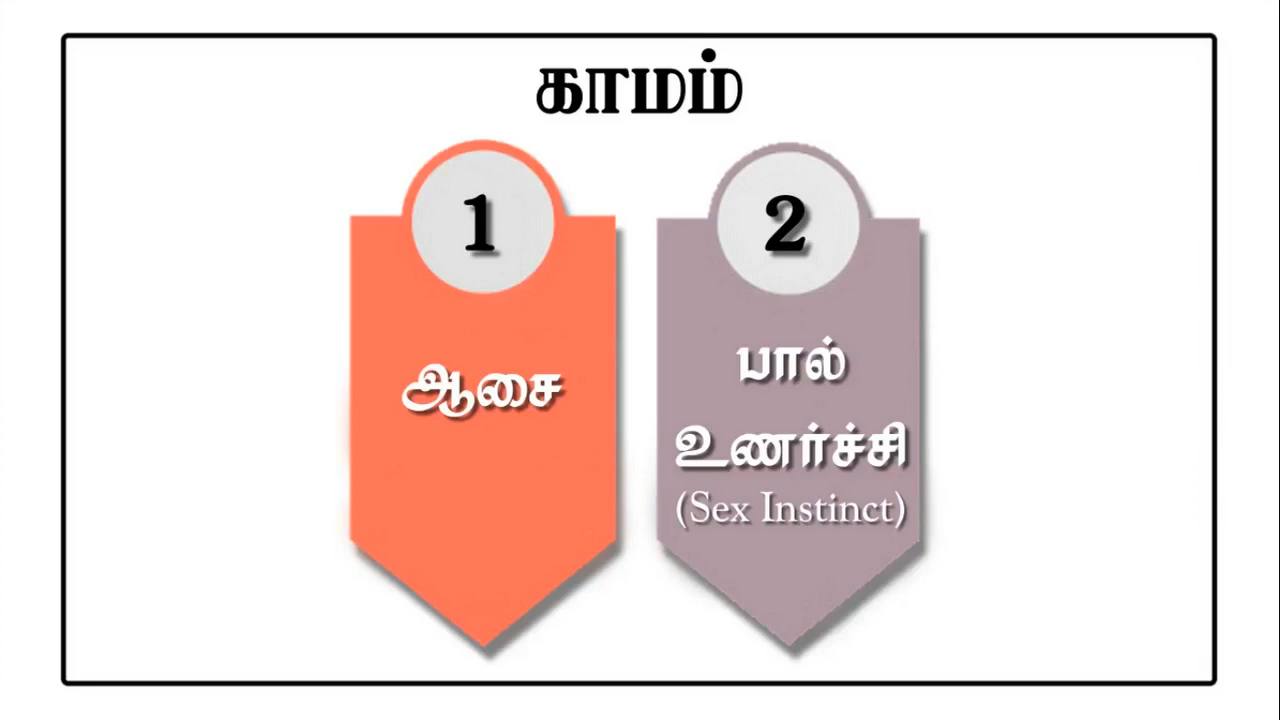 காமம்
1
ஆசை
2
பால்
உணர்ச்சி
(Sex Instinct)